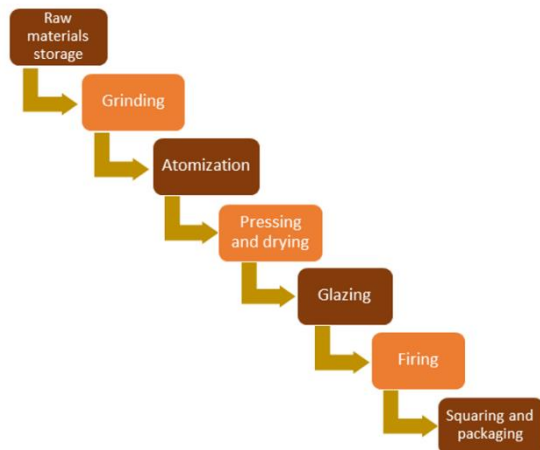 Raw
materials
storage
Grinding
Atomization
Pressing
and drying
Glazing
Firing
Squaring and
packaging